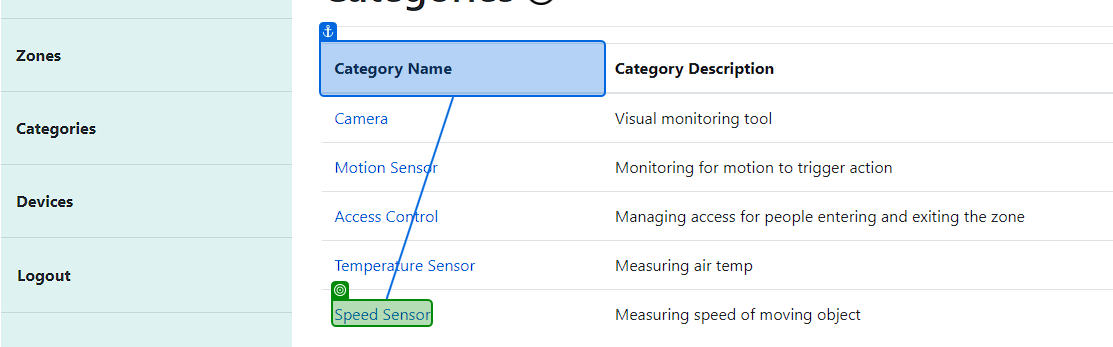 Categories
Zones
Categories
Devices
Logout
Category Name Category Description
Camera Visual monitoring tool
Motion Sensor Monitoring for motion to trigger action
Access Control Managing access for people entering and exiting the zone
Temperature Sensor Measuring air temp
Speed Sensor Measuring speed of moving object